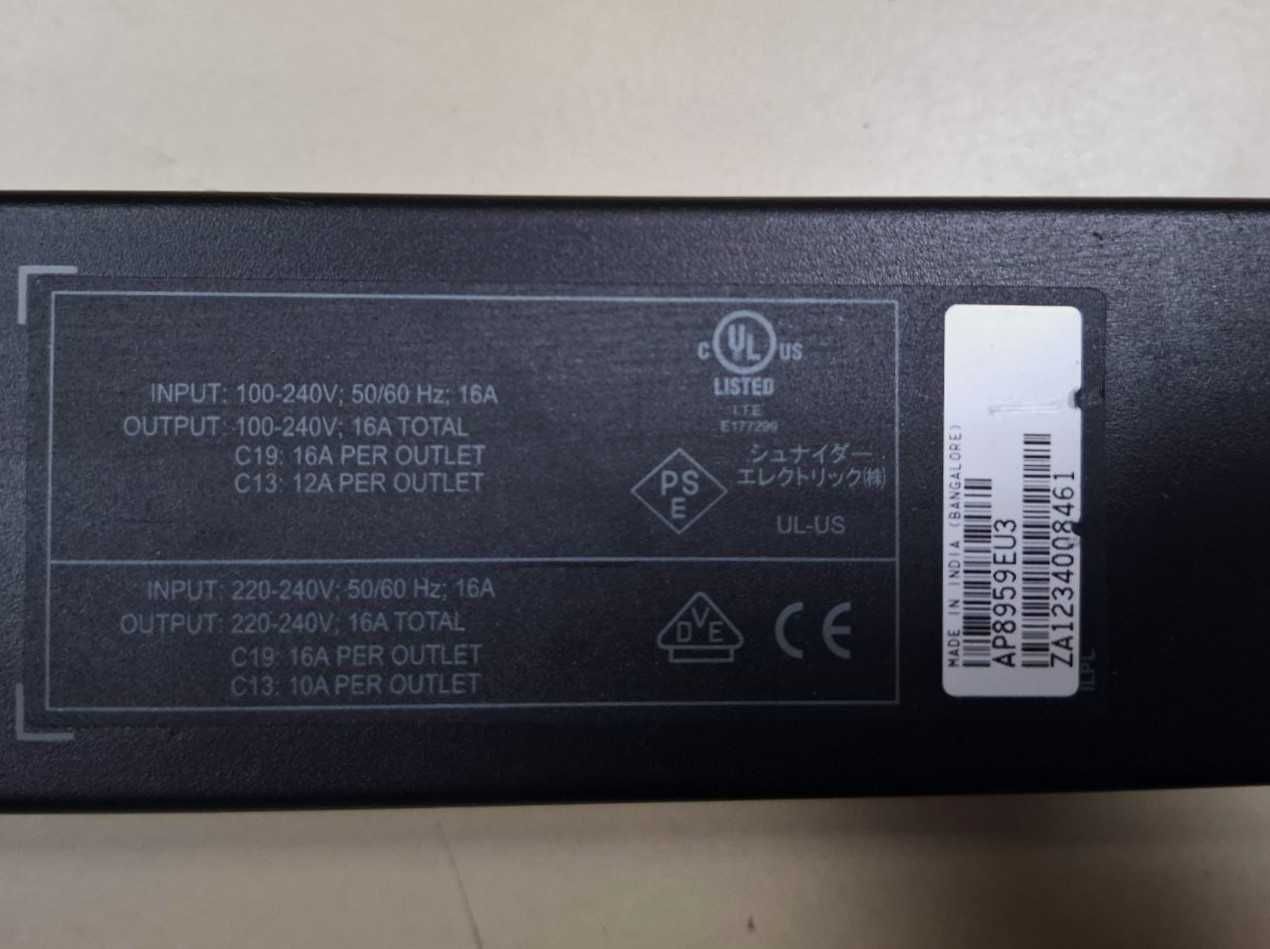 INPUT: 100-240V; 50/60 Hz; 16A
OUTPUT: 100-240V; 16A TOTAL
C19: 16A PER OUTLET
C13: 12A PER OUTLET
C UL US
LISTED
I.T.E
E177299
PS
E
シュナイダー
エレクトリック㈱
UL-US
INPUT: 220-240V; 50/60 Hz; 16A
OUTPUT: 220-240V; 16A TOTAL
C19: 16A PER OUTLET
C13: 10A PER OUTLET
DVE
CE
MADE IN INDIA (BANGALORE)
AP8959EU3
ZA1234008461